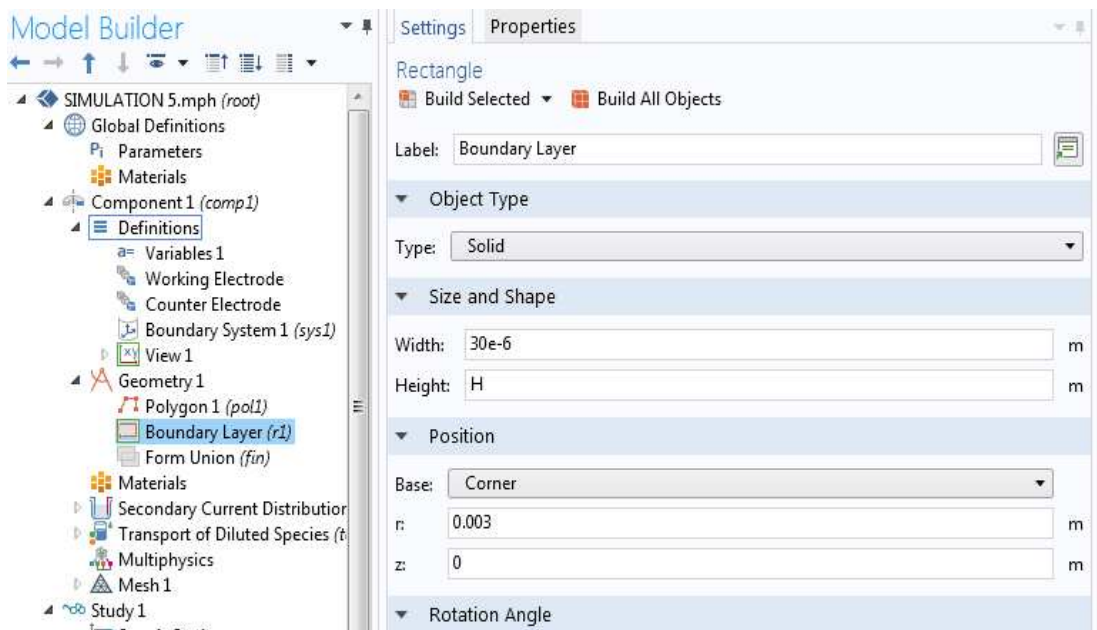 Model Builder
SIMULATION 5.mph (root)
Global Definitions
Pi Parameters
Materials
Component 1 (comp1)
Definitions
a= Variables 1
Working Electrode
Counter Electrode
Boundary System 1 (sys1)
xy View 1
Geometry 1
Polygon 1 (pol1)
Boundary Layer (r1)
Form Union (fin)
Materials
Secondary Current Distribution
Transport of Diluted Species (t
Multiphysics
Mesh 1
Study 1
Settings Properties
Rectangle
Build Selected Build All Objects
Label: Boundary Layer
Object Type
Type: Solid
Size and Shape
Width: 30e-6 m
Height: H m
Position
Base: Corner
r: 0.003 m
z: 0 m
Rotation Angle